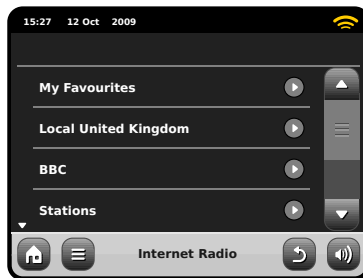 15:27 12 Oct 2009
My Favourites
Local United Kingdom
BBC
Stations
Internet Radio